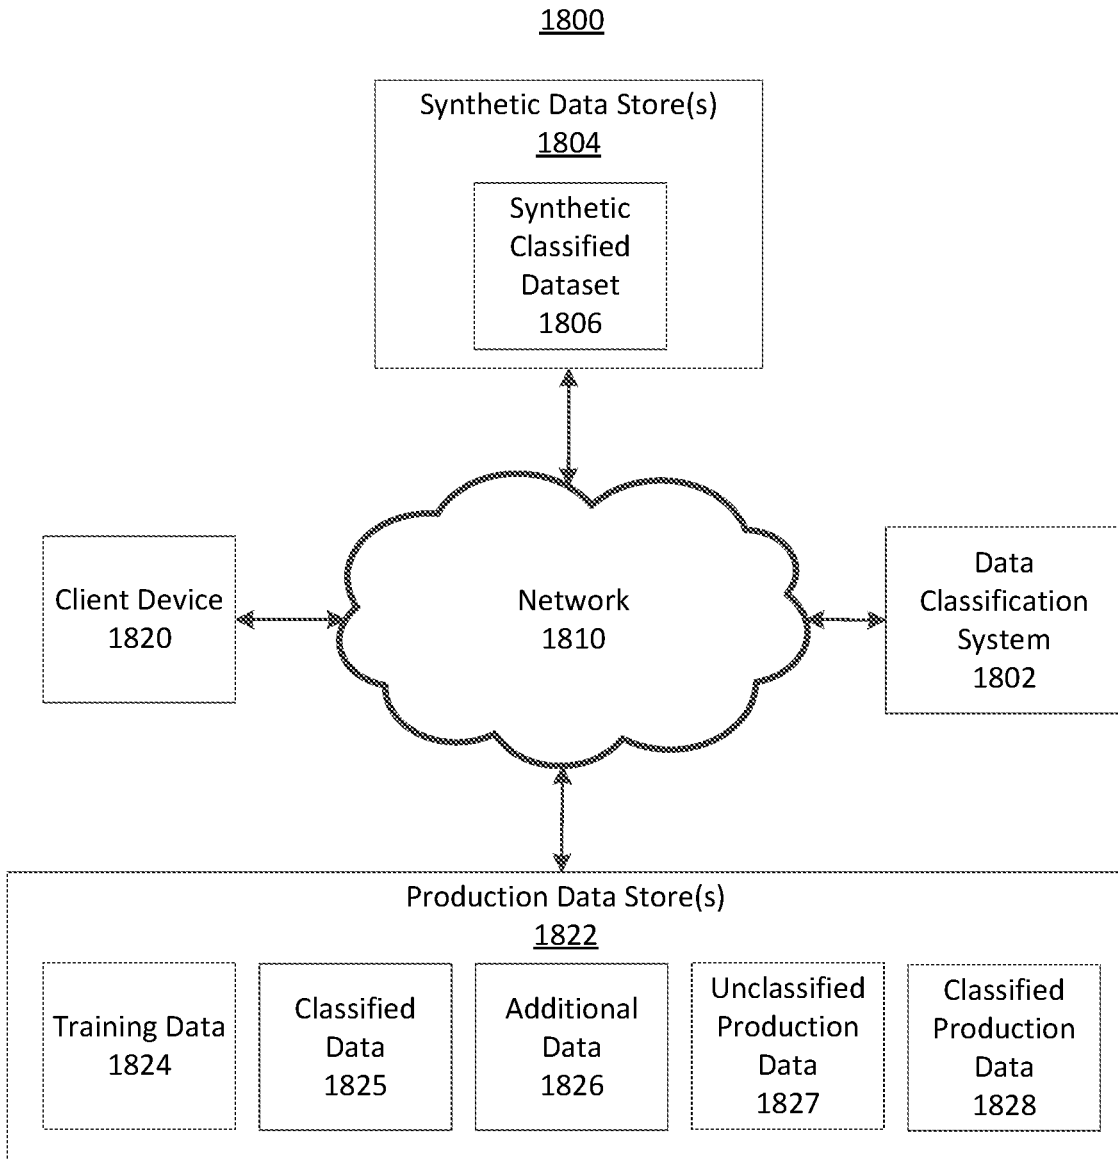 1800
Synthetic Data Store(s)
1804
Synthetic
Classified
Dataset
1806
Client Device
1820
Network
1810
Data
Classification
System
1802
Production Data Store(s)
1822
Training Data
1824
Classified
Data
1825
Additional
Data
1826
Unclassified
Production
Data
1827
Classified
Production
Data
1828